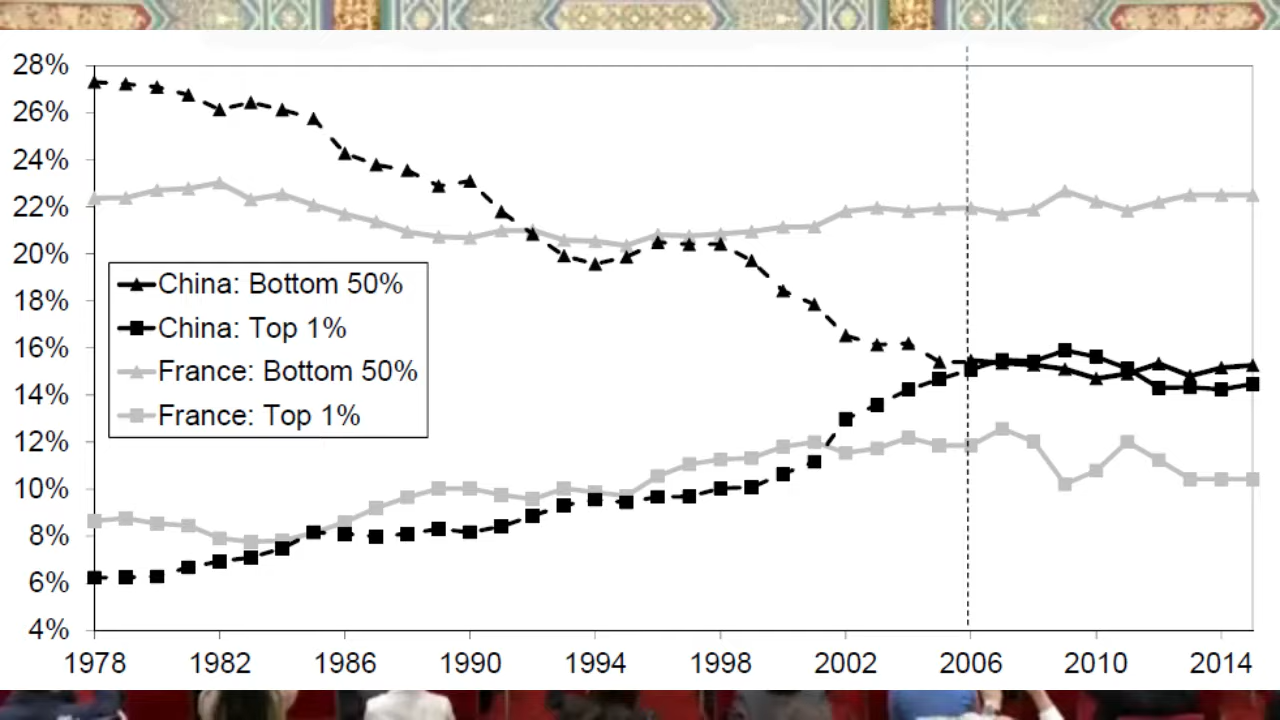 28%
26%
24%
22%
20%
18%
16%
14%
12%
10%
8%
6%
4%
China: Bottom 50%
China: Top 1%
France: Bottom 50%
France: Top 1%
1978 1982 1986 1990 1994 1998 2002 2006 2010 2014